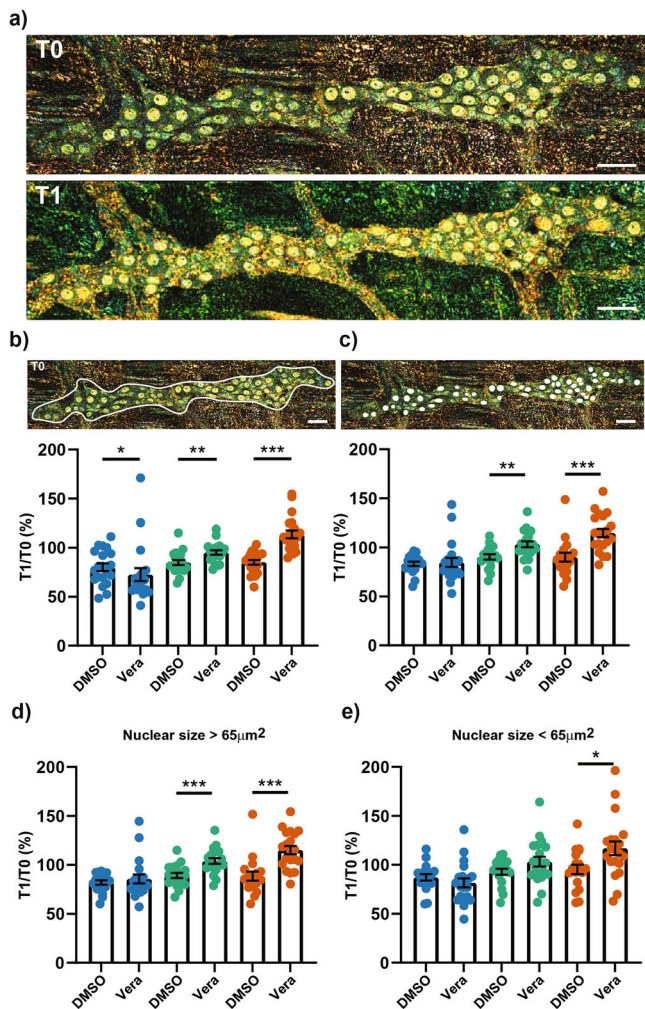 a)
T0
T1
b)
T0
c)
*
**
***
200
150
100
50
0
T1/T0 (%)
DMSO
Vera
DMSO
Vera
DMSO
Vera
**
***
200
150
100
50
0
T1/T0 (%)
DMSO
Vera
DMSO
Vera
DMSO
Vera
d)
Nuclear size > 65μm²
***
***
200
150
100
50
0
T1/T0 (%)
DMSO
Vera
DMSO
Vera
DMSO
Vera
e)
Nuclear size < 65μm²
*
200
150
100
50
0
T1/T0 (%)
DMSO
Vera
DMSO
Vera
DMSO
Vera